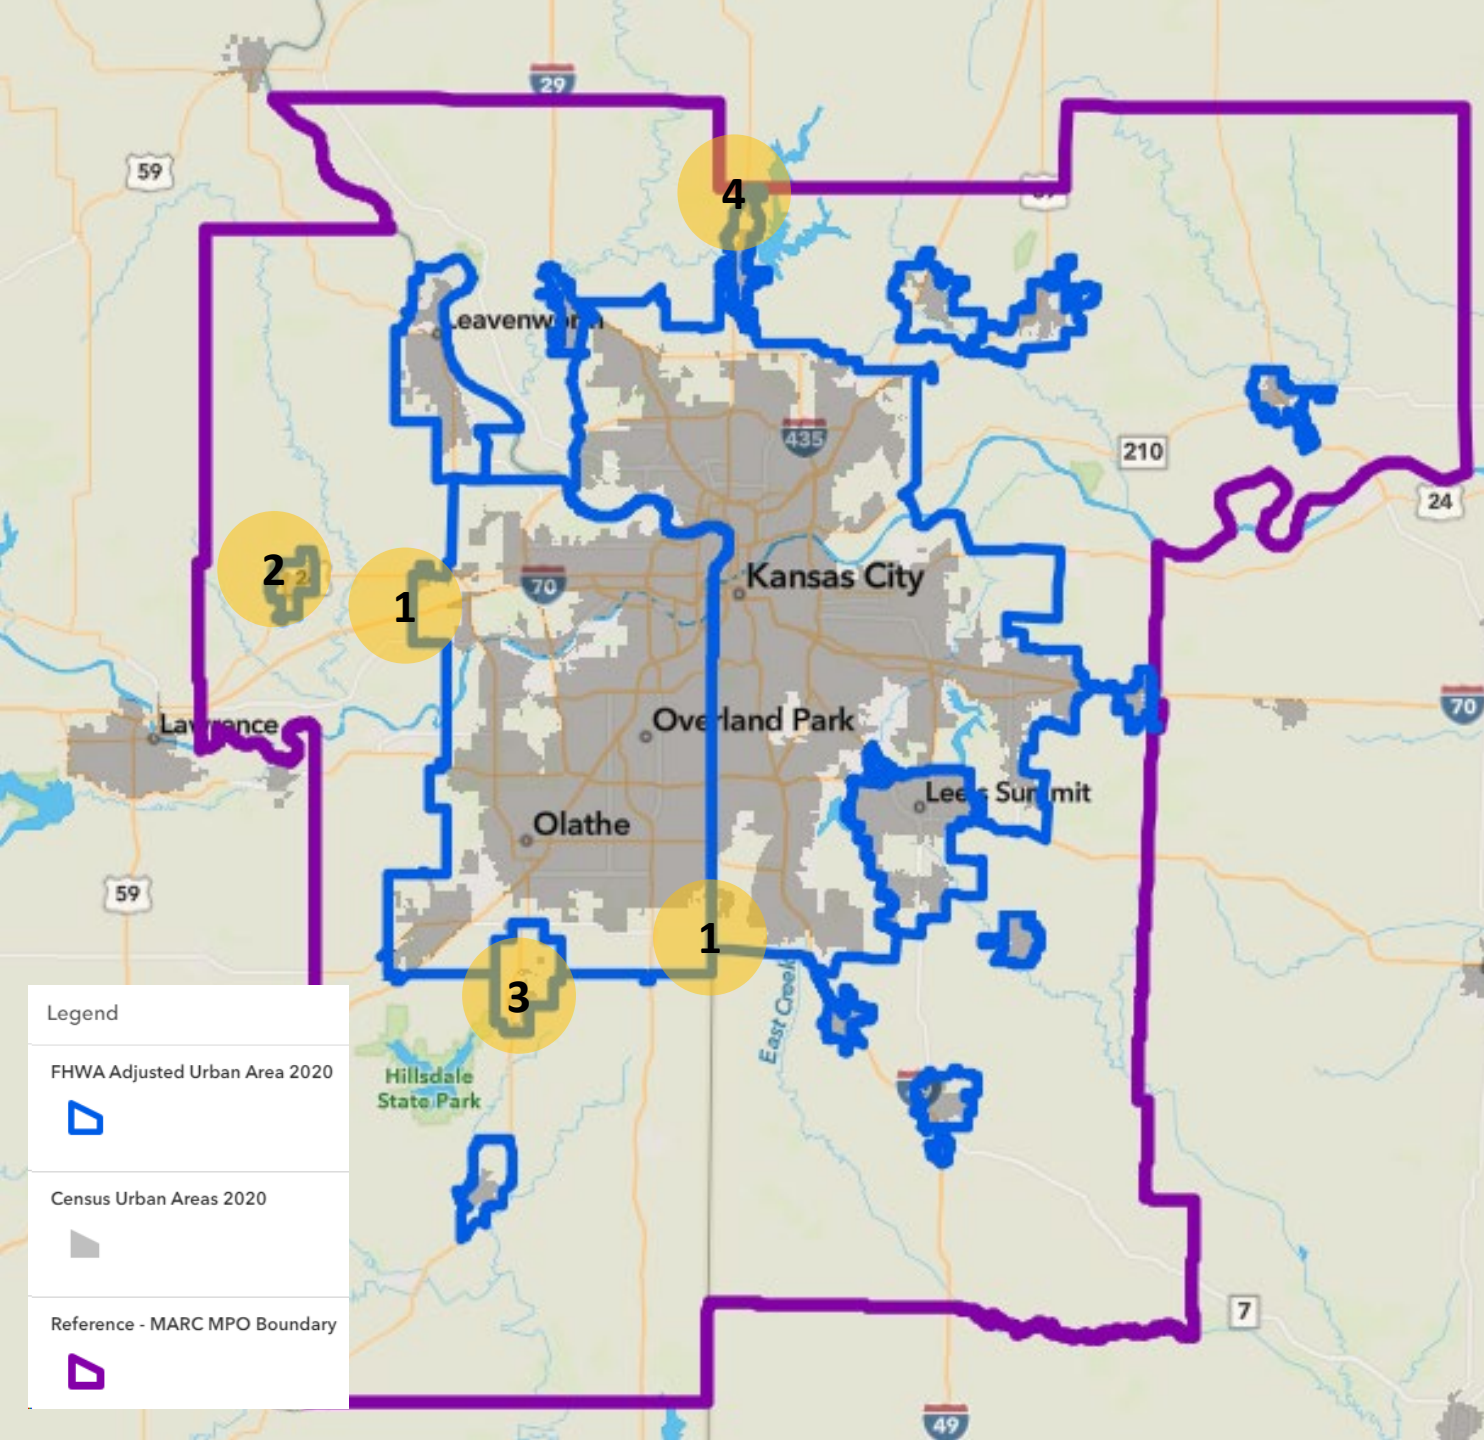 29
59
4
Leavenworth
435
210
24
2
1
70
Kansas City
Lawrence
Overland Park
70
Lee's Summit
Olathe
59
1
3
East Creek
Hillsdale
State Park
Legend
FHWA Adjusted Urban Area 2020
Census Urban Areas 2020
Reference - MARC MPO Boundary
7
49